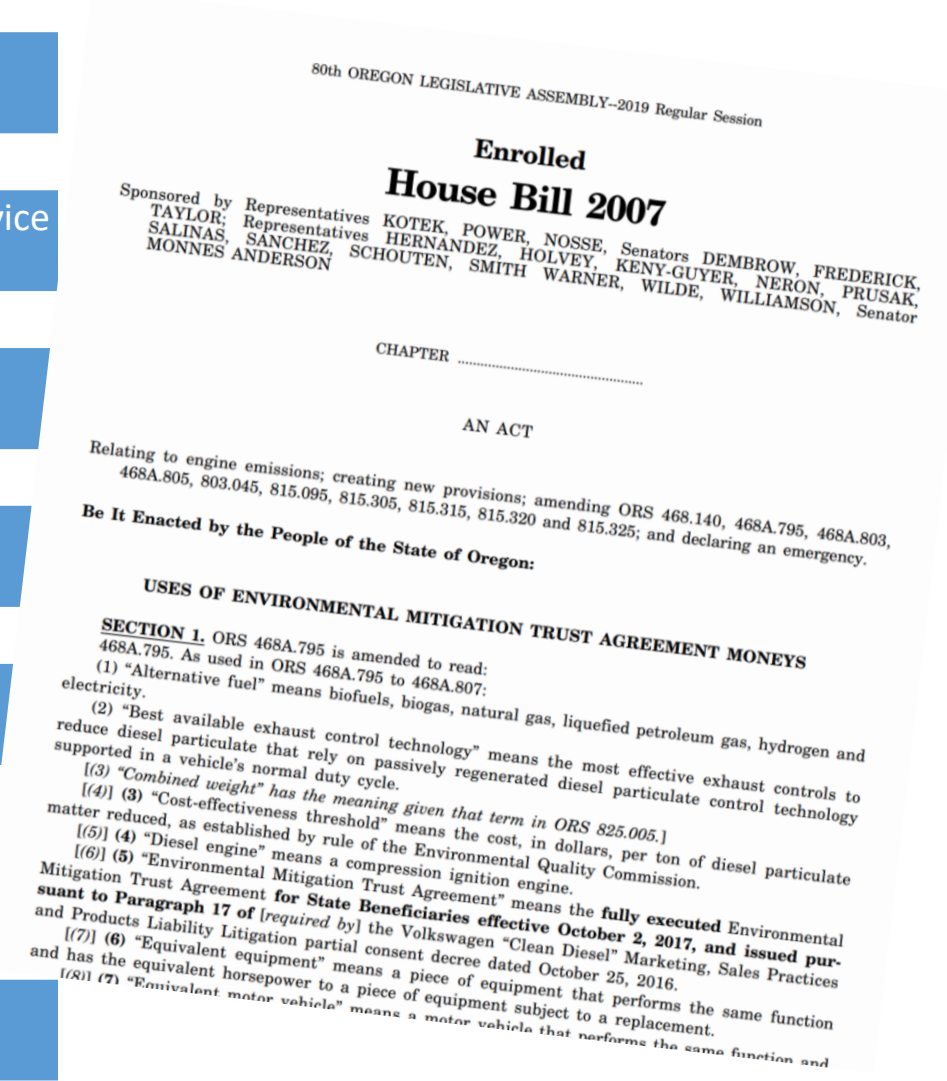 vice
80th OREGON LEGISLATIVE ASSEMBLY--2019 Regular Session
Enrolled
House Bill 2007
Sponsored by Representatives KOTEK, POWER, NOSSE, Senators DEMBROW, FREDERICK,
TAYLOR; Representatives HERNANDEZ, HOLVEY, KENY-GUYER, NERON, PRUSAK,
SALINAS, SANCHEZ, SCHOUTEN, SMITH WARNER, WILDE, WILLIAMSON, Senator
MONNES ANDERSON
CHAPTER .................................................
AN ACT
Relating to engine emissions; creating new provisions; amending ORS 468.140, 468A.795, 468A.803,
468A.805, 803.045, 815.095, 815.305, 815.315, 815.320 and 815.325; and declaring an emergency.
Be It Enacted by the People of the State of Oregon:
USES OF ENVIRONMENTAL MITIGATION TRUST AGREEMENT MONEYS
SECTION 1. ORS 468A.795 is amended to read:
468A.795. As used in ORS 468A.795 to 468A.807:
(1) “Alternative fuel” means biofuels, biogas, natural gas, liquefied petroleum gas, hydrogen and
electricity.
(2) “Best available exhaust control technology” means the most effective exhaust controls to
reduce diesel particulate that rely on passively regenerated diesel particulate control technology
supported in a vehicle's normal duty cycle.
[(3) “Combined weight” has the meaning given that term in ORS 825.005.]
[(4)] (3) “Cost-effectiveness threshold” means the cost, in dollars, per ton of diesel particulate
matter reduced, as established by rule of the Environmental Quality Commission.
[(5)] (4) “Diesel engine” means a compression ignition engine.
[(6)] (5) “Environmental Mitigation Trust Agreement” means the fully executed Environmental
Mitigation Trust Agreement for State Beneficiaries effective October 2, 2017, and issued pur-
suant to Paragraph 17 of [required by] the Volkswagen “Clean Diesel” Marketing, Sales Practices
and Products Liability Litigation partial consent decree dated October 25, 2016.
[(7)] (6) “Equivalent equipment” means a piece of equipment that performs the same function
and has the equivalent horsepower to a piece of equipment subject to a replacement.
[(8)] (7) “Equivalent motor vehicle” means a motor vehicle that performs the same function and